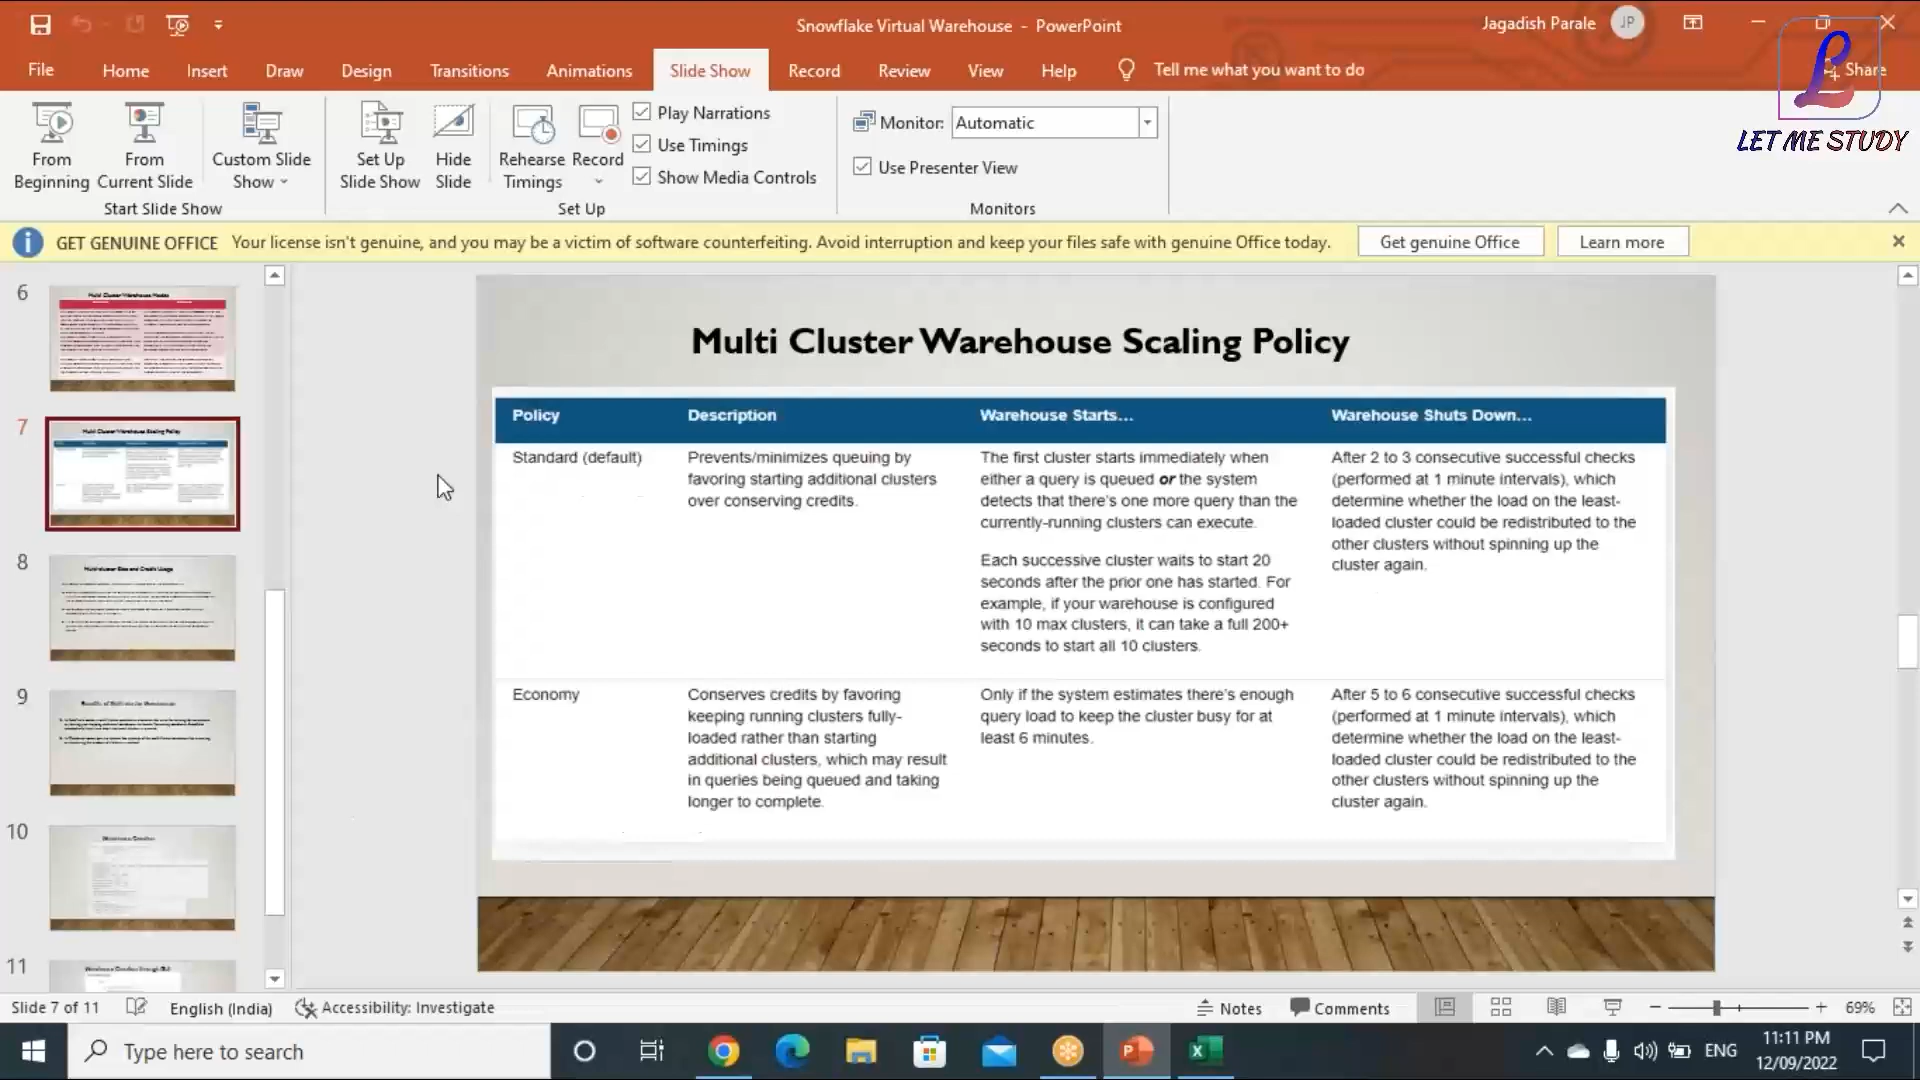 Snowflake Virtual Warehouse - PowerPoint
Jagadish Parale
JP
File
Home
Insert
Draw
Design
Transitions
Animations
Slide Show
Record
Review
View
Help
Tell me what you want to do
Share
LET ME STUDY
From Beginning
From Current Slide
Custom Slide Show
Set Up Slide Show
Hide Slide
Rehearse Timings
Record
Play Narrations
Use Timings
Show Media Controls
Monitor:
Automatic
Use Presenter View
Start Slide Show
Set Up
Monitors
GET GENUINE OFFICE
Your license isn't genuine, and you may be a victim of software counterfeiting. Avoid interruption and keep your files safe with genuine Office today.
Get genuine Office
Learn more
6
Multi Cluster Warehouse Modes
7
Multi Cluster Warehouse Scaling Policy
8
Multi-cluster Size and Credit Usage
9
10
Warehouse Creation
11
Multi Cluster Warehouse Scaling Policy
Policy
Description
Warehouse Starts...
Warehouse Shuts Down...
Standard (default)
Prevents/minimizes queuing by
favoring starting additional clusters
over conserving credits.
The first cluster starts immediately when
either a query is queued or the system
detects that there's one more query than the
currently-running clusters can execute.
Each successive cluster waits to start 20
seconds after the prior one has started. For
example, if your warehouse is configured
with 10 max clusters, it can take a full 200+
seconds to start all 10 clusters.
After 2 to 3 consecutive successful checks
(performed at 1 minute intervals), which
determine whether the load on the least-
loaded cluster could be redistributed to the
other clusters without spinning up the
cluster again.
Economy
Conserves credits by favoring
keeping running clusters fully-
loaded rather than starting
additional clusters, which may result
in queries being queued and taking
longer to complete.
Only if the system estimates there's enough
query load to keep the cluster busy for at
least 6 minutes.
After 5 to 6 consecutive successful checks
(performed at 1 minute intervals), which
determine whether the load on the least-
loaded cluster could be redistributed to the
other clusters without spinning up the
cluster again.
Slide 7 of 11
English (India)
Accessibility: Investigate
Notes
Comments
69%
Type here to search
ENG
11:11 PM
12/09/2022